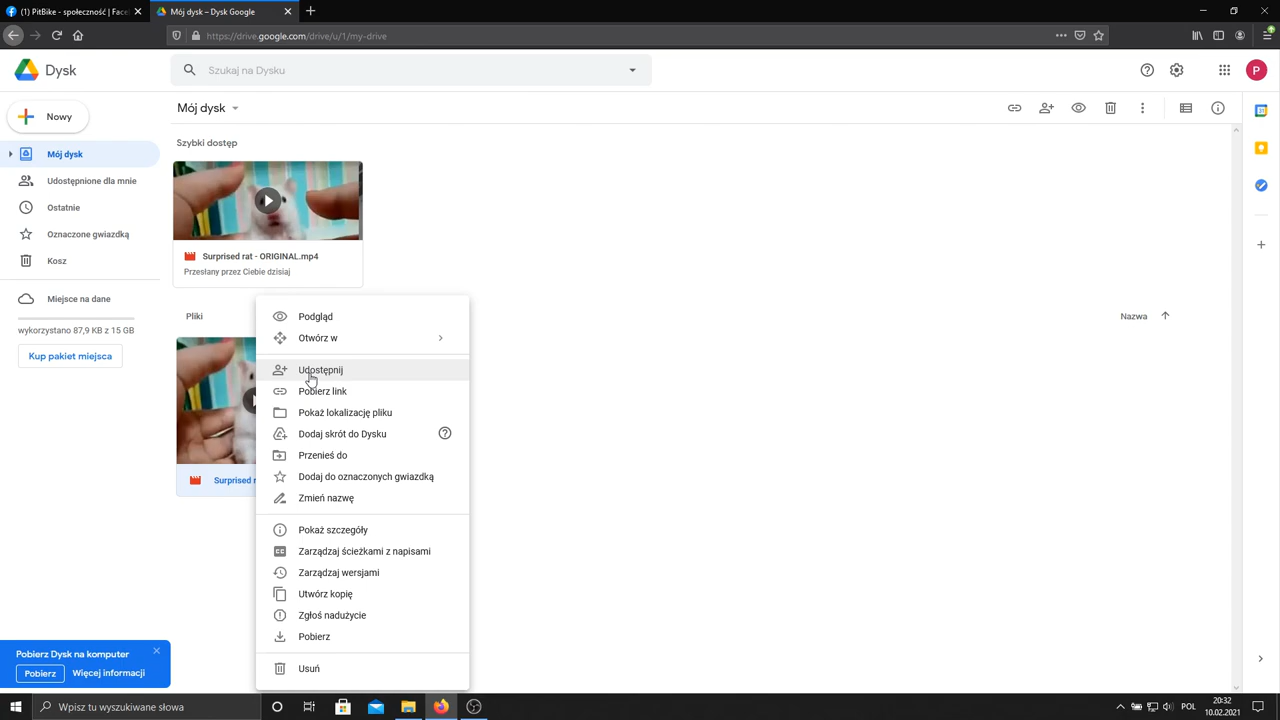 PitBike - społeczność | Fac
Mój dysk – Dysk Google
https://drive.google.com/drive/u/1/my-drive
Dysk
Szukaj na Dysku
P
Nowy
Mój dysk
Mój dysk
Udostępnione dla mnie
Ostatnie
Oznaczone gwiazdką
Kosz
Miejsce na dane
wykorzystano 87,9 KB z 15 GB
Kup pakiet miejsca
Szybki dostęp
Surprised rat - ORIGINAL.mp4
Przesłany przez Ciebie dzisiaj
Pliki
Nazwa
Surprised r
Podgląd
Otwórz w
Udostępnij
Pobierz link
Pokaż lokalizację pliku
Dodaj skrót do Dysku
Przenieś do
Dodaj do oznaczonych gwiazdką
Zmień nazwę
Pokaż szczegóły
Zarządzaj ścieżkami z napisami
Zarządzaj wersjami
Utwórz kopię
Zgłoś nadużycie
Pobierz
Usuń
Pobierz Dysk na komputer
Pobierz
Więcej informacji
Wpisz tu wyszukiwane słowa
POL
20:32
10.02.2021